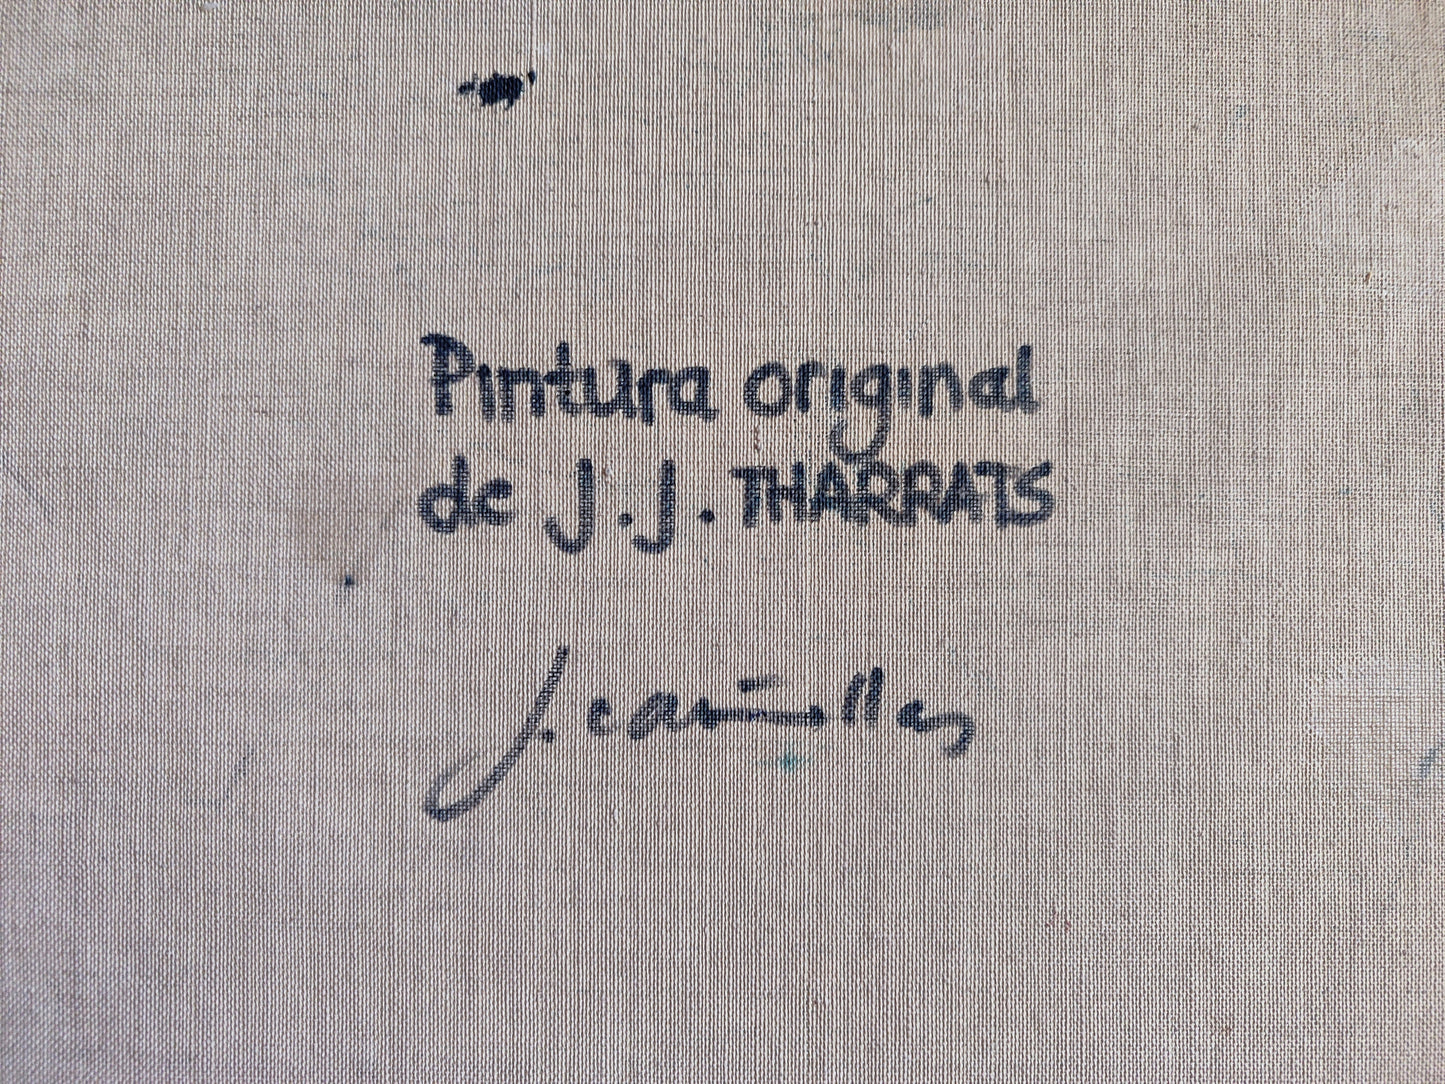 Pintura original
de J.J. THARRATS